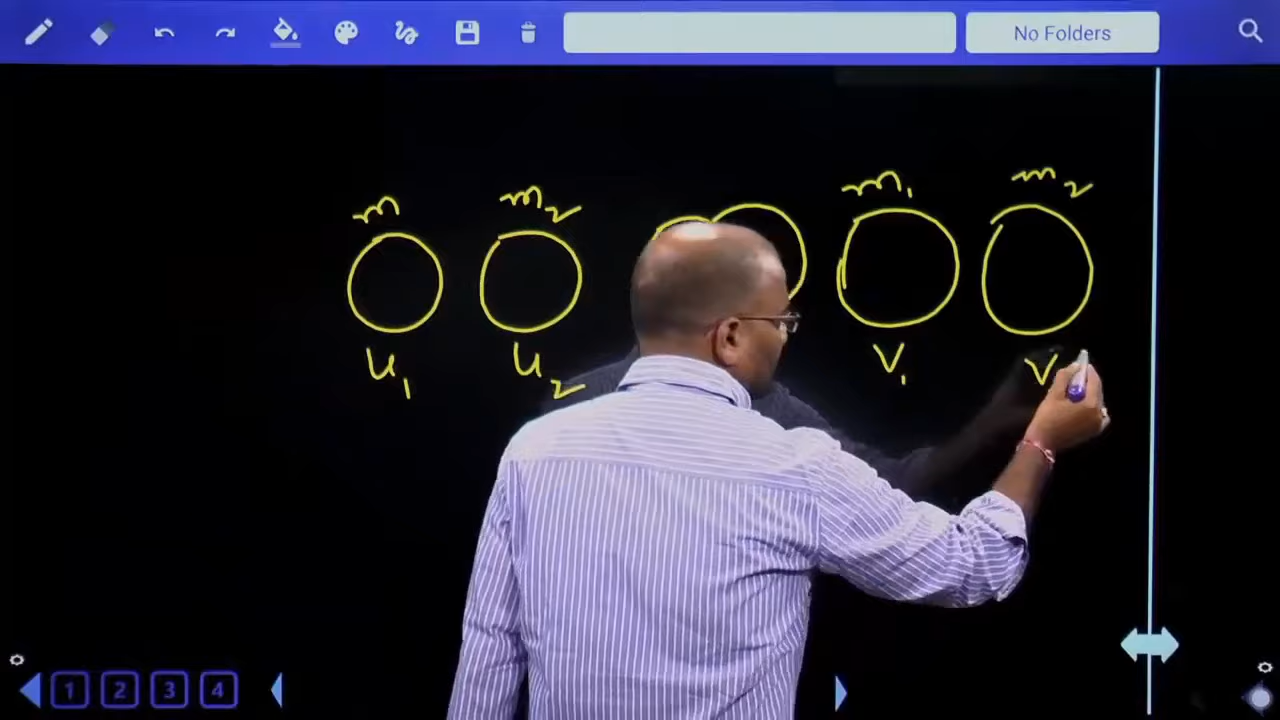 No Folders
m m₂ m₁ m₂
u₁ u₂ v₁ v
1 2 3 4